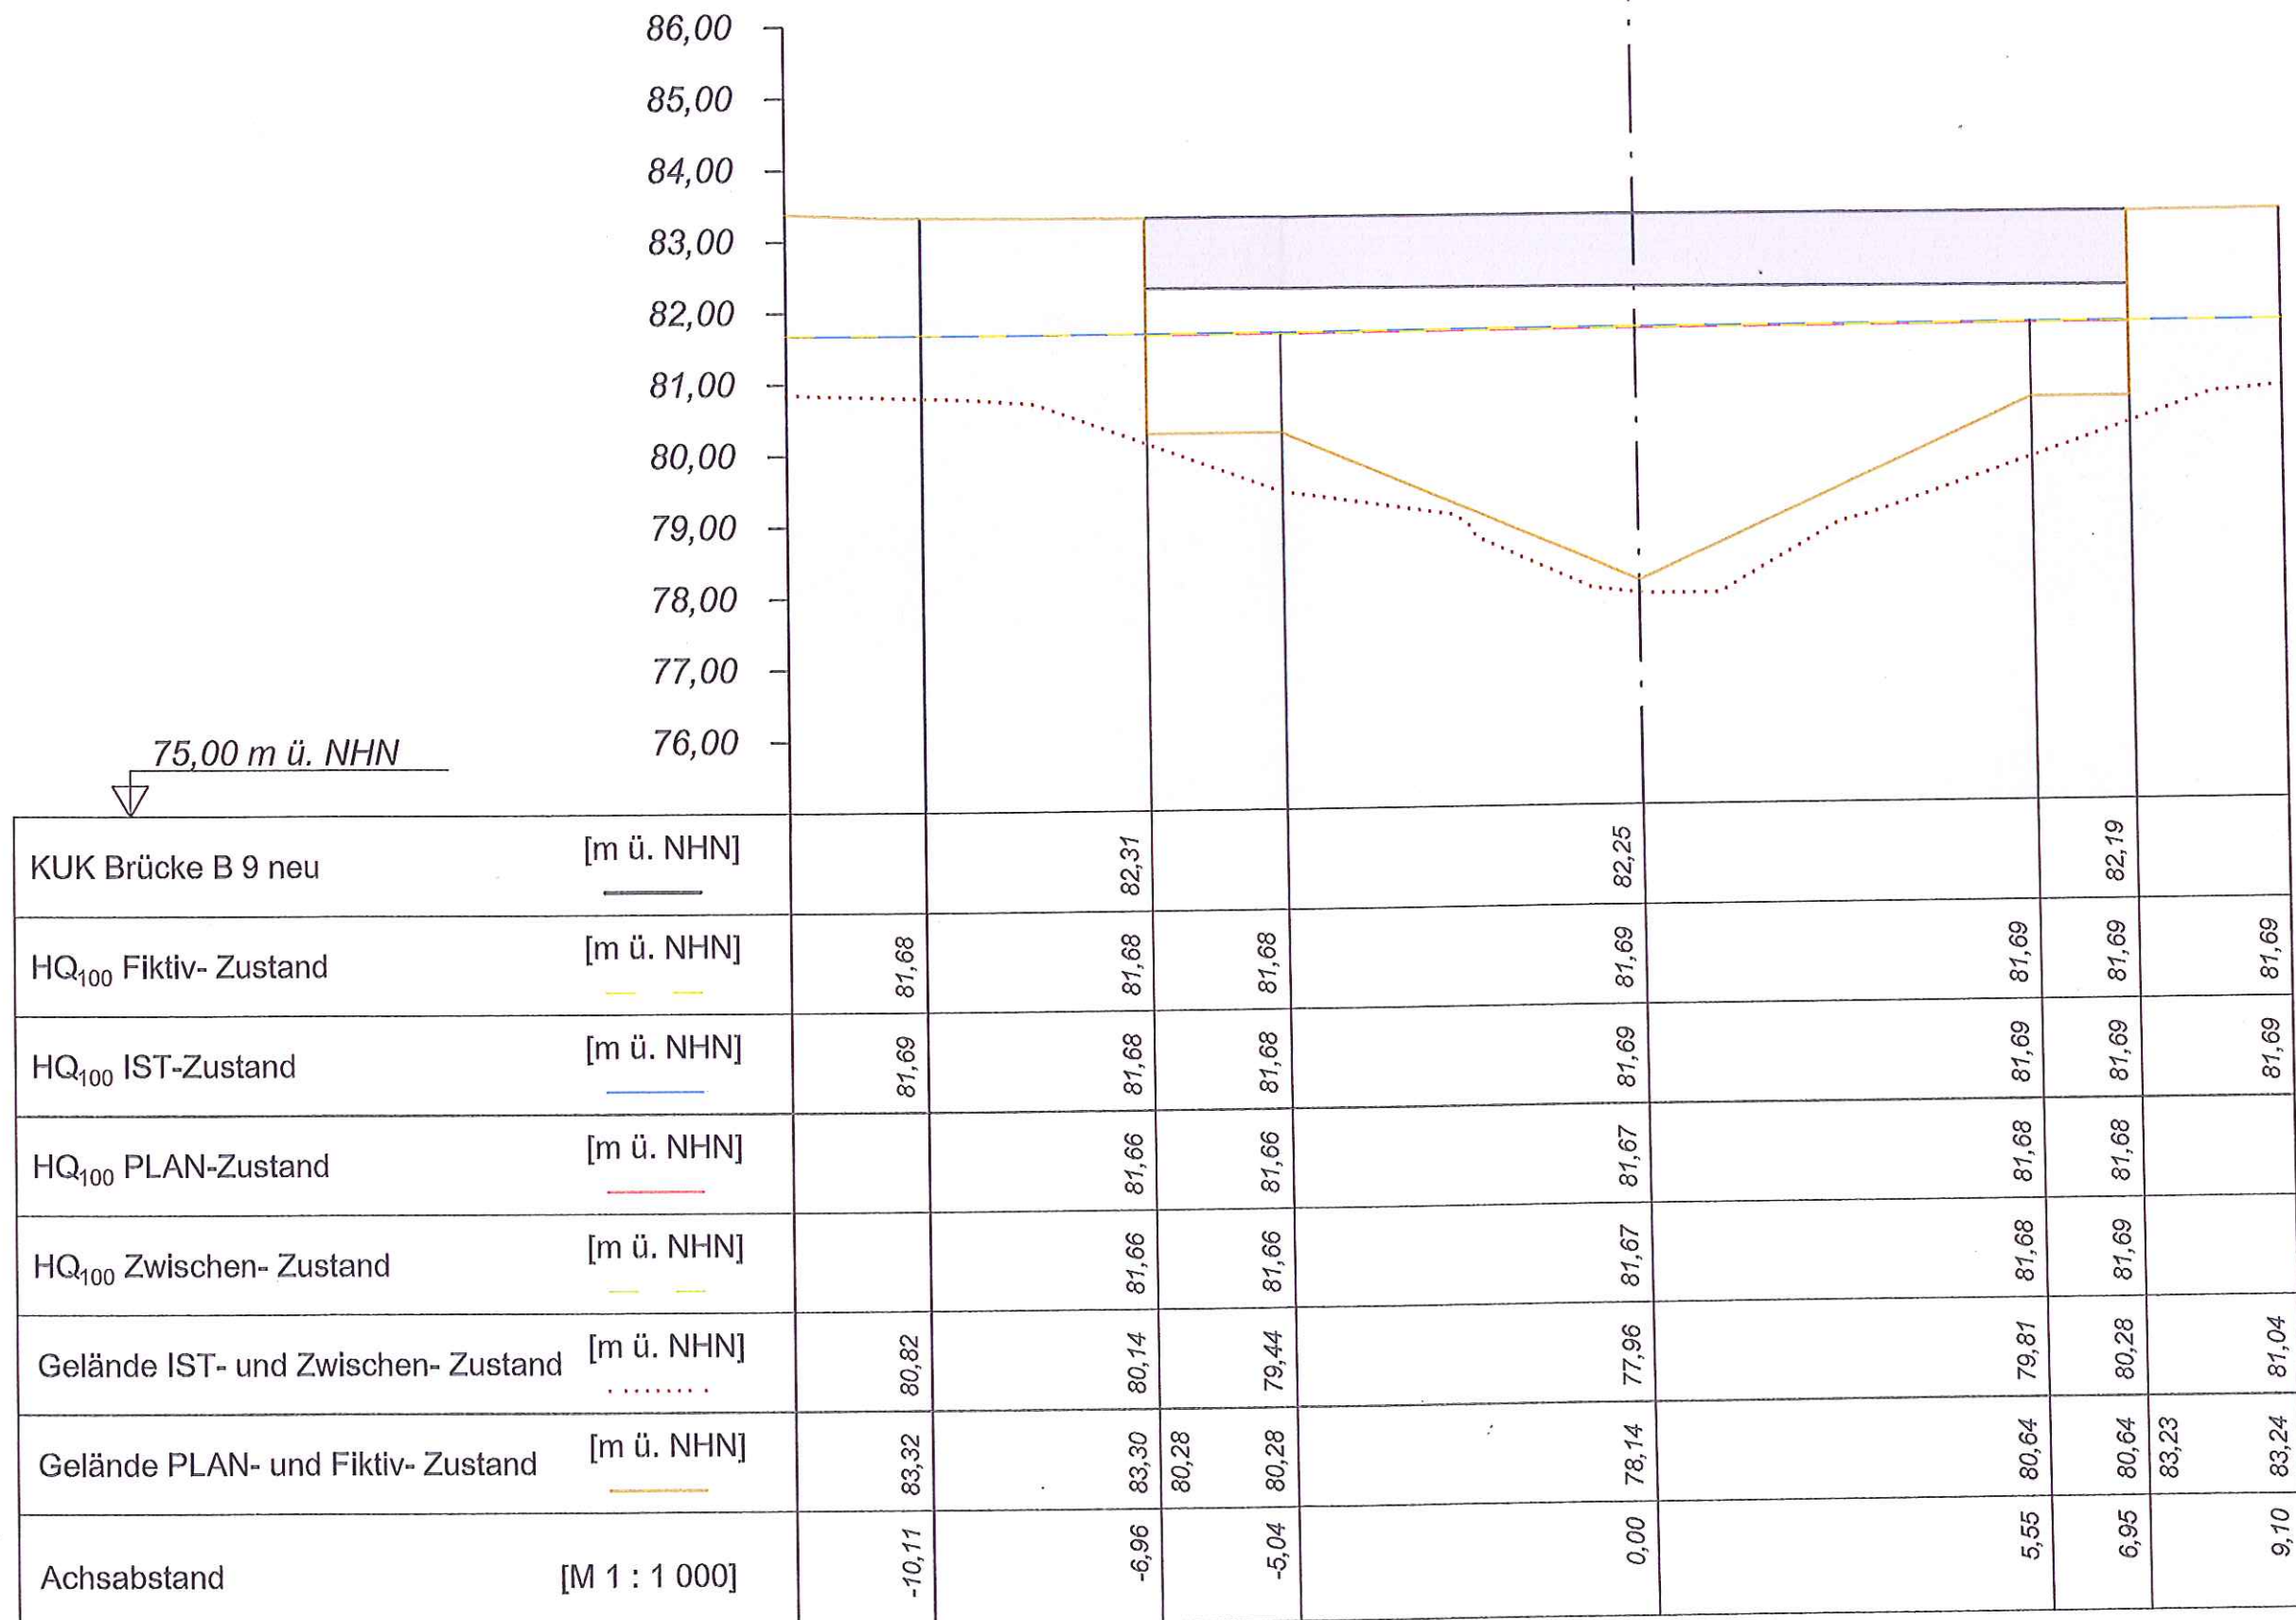 86,00
85,00
84,00
83,00
82,00
81,00
80,00
79,00
78,00
77,00
76,00
75,00 m ü. NHN
KUK Brücke B 9 neu [m ü. NHN] 82,31 82,25 82,19
HQ100 Fiktiv- Zustand [m ü. NHN] 81,68 81,68 81,68 81,69 81,69 81,69 81,69
HQ100 IST-Zustand [m ü. NHN] 81,69 81,68 81,68 81,69 81,69 81,69 81,69
HQ100 PLAN-Zustand [m ü. NHN] 81,66 81,66 81,67 81,68 81,68
HQ100 Zwischen- Zustand [m ü. NHN] 81,66 81,66 81,67 81,68 81,69
Gelände IST- und Zwischen- Zustand [m ü. NHN] 80,82 80,14 79,44 77,96 79,81 80,28 81,04
Gelände PLAN- und Fiktiv- Zustand [m ü. NHN] 83,32 83,30 80,28 80,28 78,14 80,64 80,64 83,23 83,24
Achsabstand [M 1 : 1 000] -10,11 -6,96 -5,04 0,00 5,55 6,95 9,10